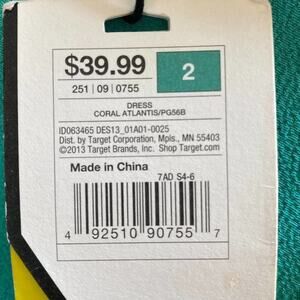 $39.99
2
251 | 09 | 0755
DRESS
CORAL ATLANTIS/PG56B
ID063465 DES13_01A01-0025
Dist. by Target Corporation, Mpls., MN 55403
©2013 Target Brands, Inc. Shop Target.com
Made in China
7AD S4-6
4 92510 90755 7